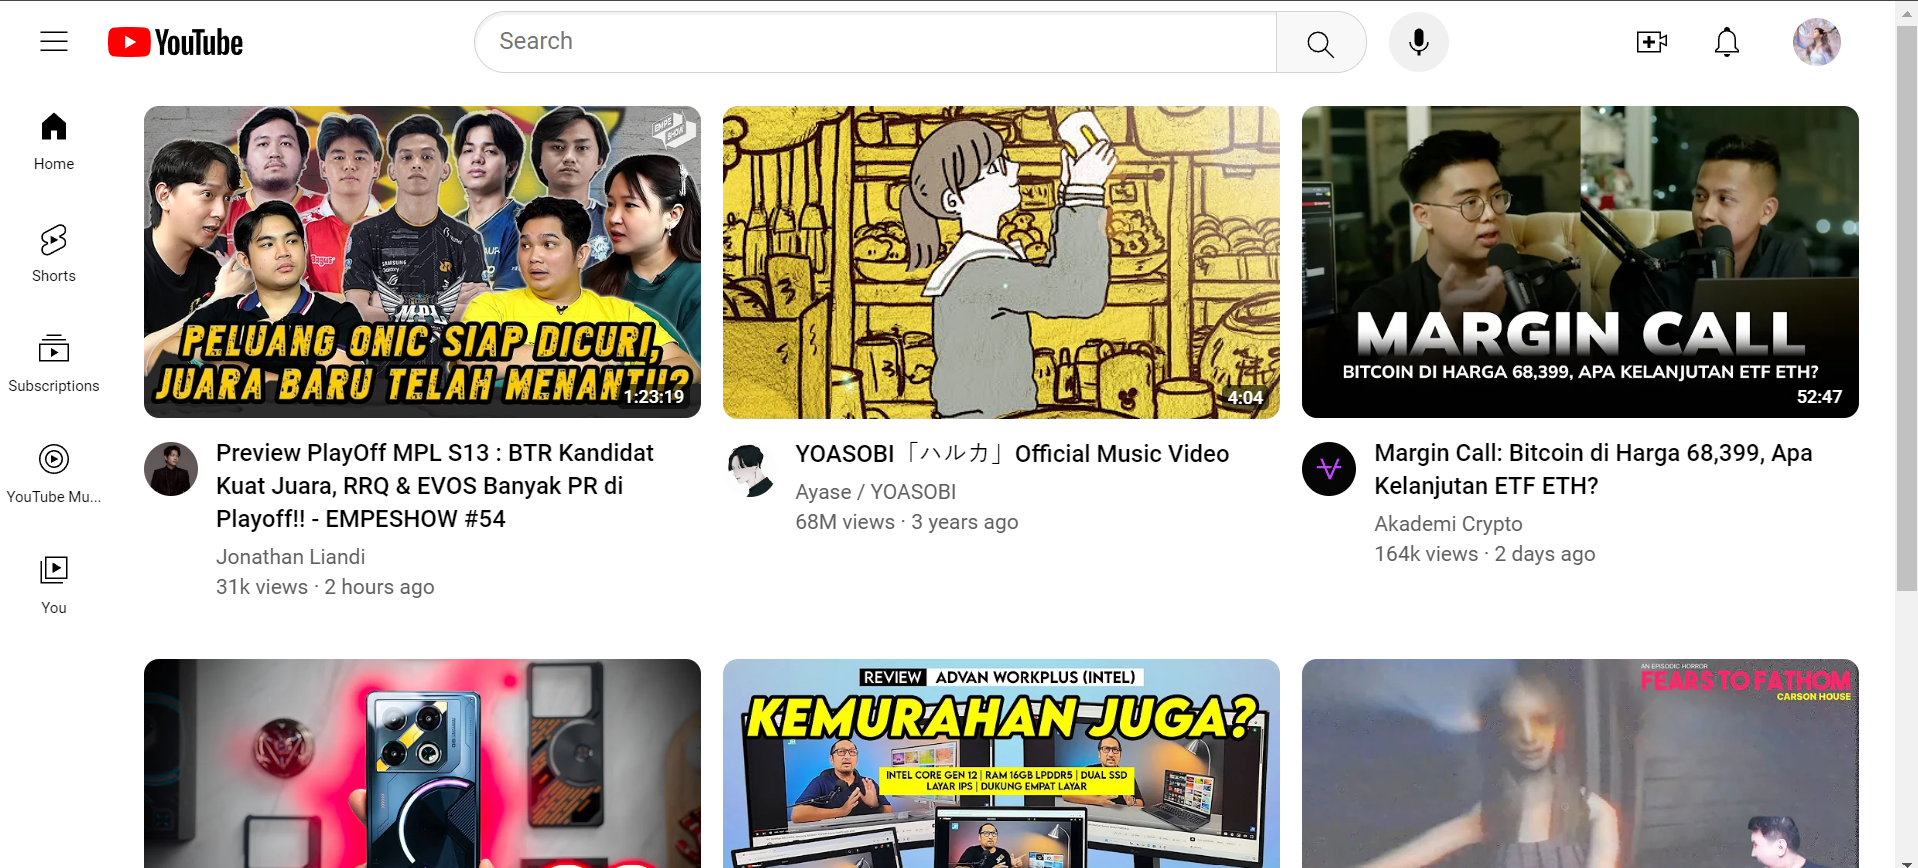 YouTube
Search
Home
Shorts
Subscriptions
YouTube Mu...
You
EMPE SHOW
PELUANG ONIC SIAP DICURI,
JUARA BARU TELAH MENANTU?
1:23:19
Preview PlayOff MPL S13 : BTR Kandidat
Kuat Juara, RRQ & EVOS Banyak PR di
Playoff!! - EMPESHOW #54
Jonathan Liandi
31k views · 2 hours ago
4:04
YOASOBI「ハルカ」Official Music Video
Ayase / YOASOBI
68M views · 3 years ago
MARGIN CALL
BITCOIN DI HARGA 68,399, APA KELANJUTAN ETF ETH?
52:47
Margin Call: Bitcoin di Harga 68,399, Apa
Kelanjutan ETF ETH?
Akademi Crypto
164k views · 2 days ago
REVIEW ADVAN WORKPLUS (INTEL)
KEMURAHAN JUGA?
INTEL CORE GEN 12 | RAM 16GB LPDDR5 | DUAL SSD
LAYAR IPS | DUKUNG EMPAT LAYAR
AN EPISODIC HORROR
FEARS TO FATHOM
CARSON HOUSE